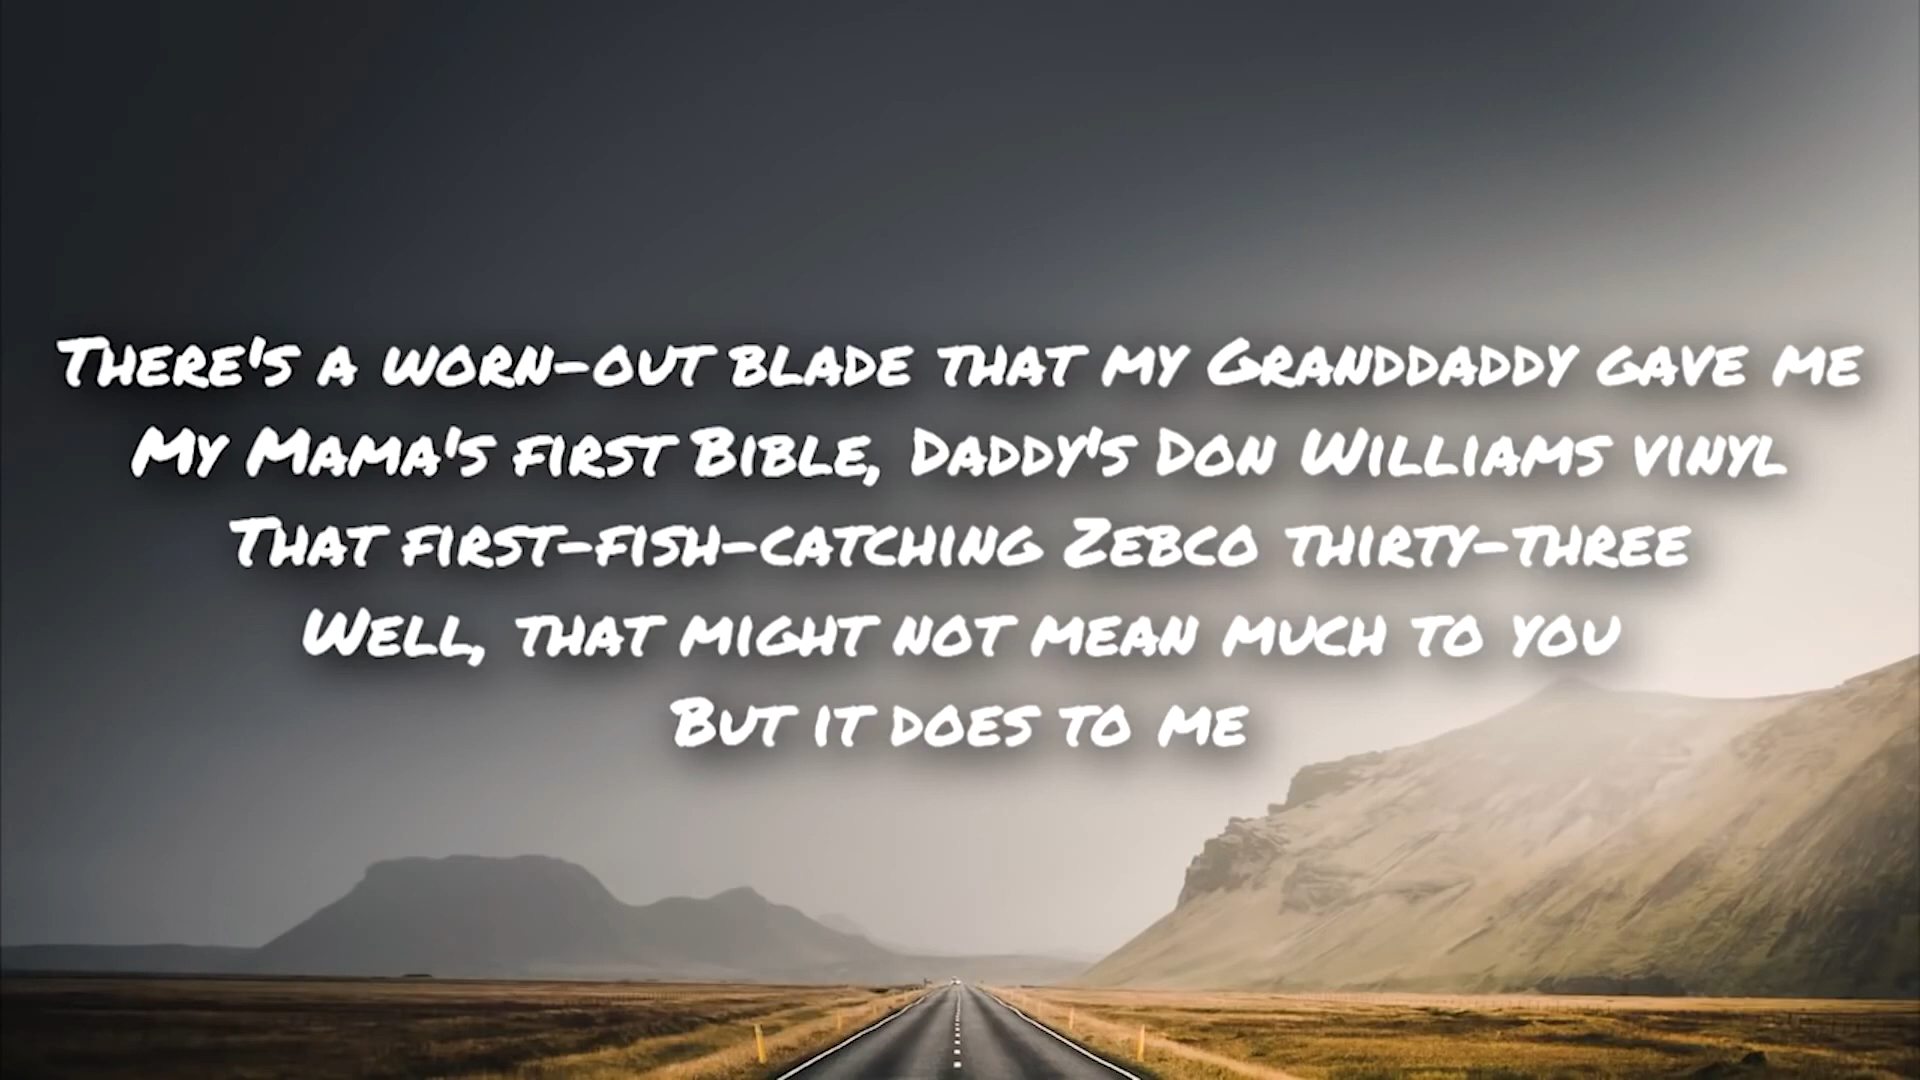 There's a worn-out blade that my Granddaddy gave me
My Mama's first Bible, Daddy's Don Williams vinyl
That first-fish-catching Zebco thirty-three
Well, that might not mean much to you
But it does to me